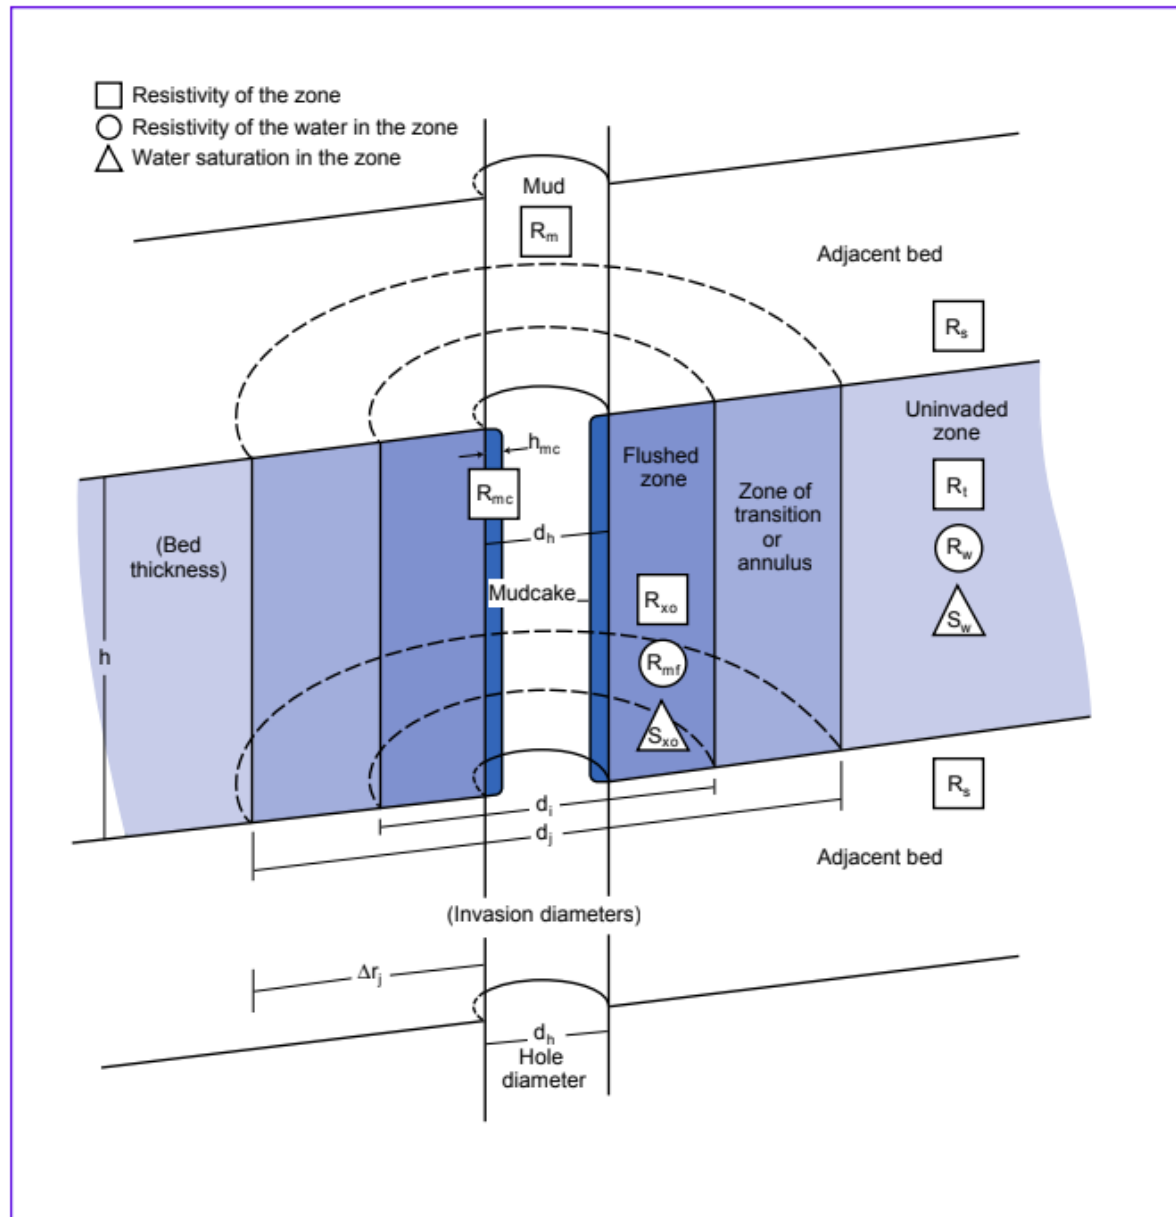 Resistivity of the zone
Resistivity of the water in the zone
Water saturation in the zone
Mud
Rm
Adjacent bed
Rs
Uninvaded
zone
Rt
Rw
Sw
hmc
Rmc
Flushed
zone
Zone of
transition
or
annulus
(Bed
thickness)
dh
Mudcake
Rxo
Rmf
Sxo
h
di
dj
Rs
Adjacent bed
(Invasion diameters)
Δrj
dh
Hole
diameter